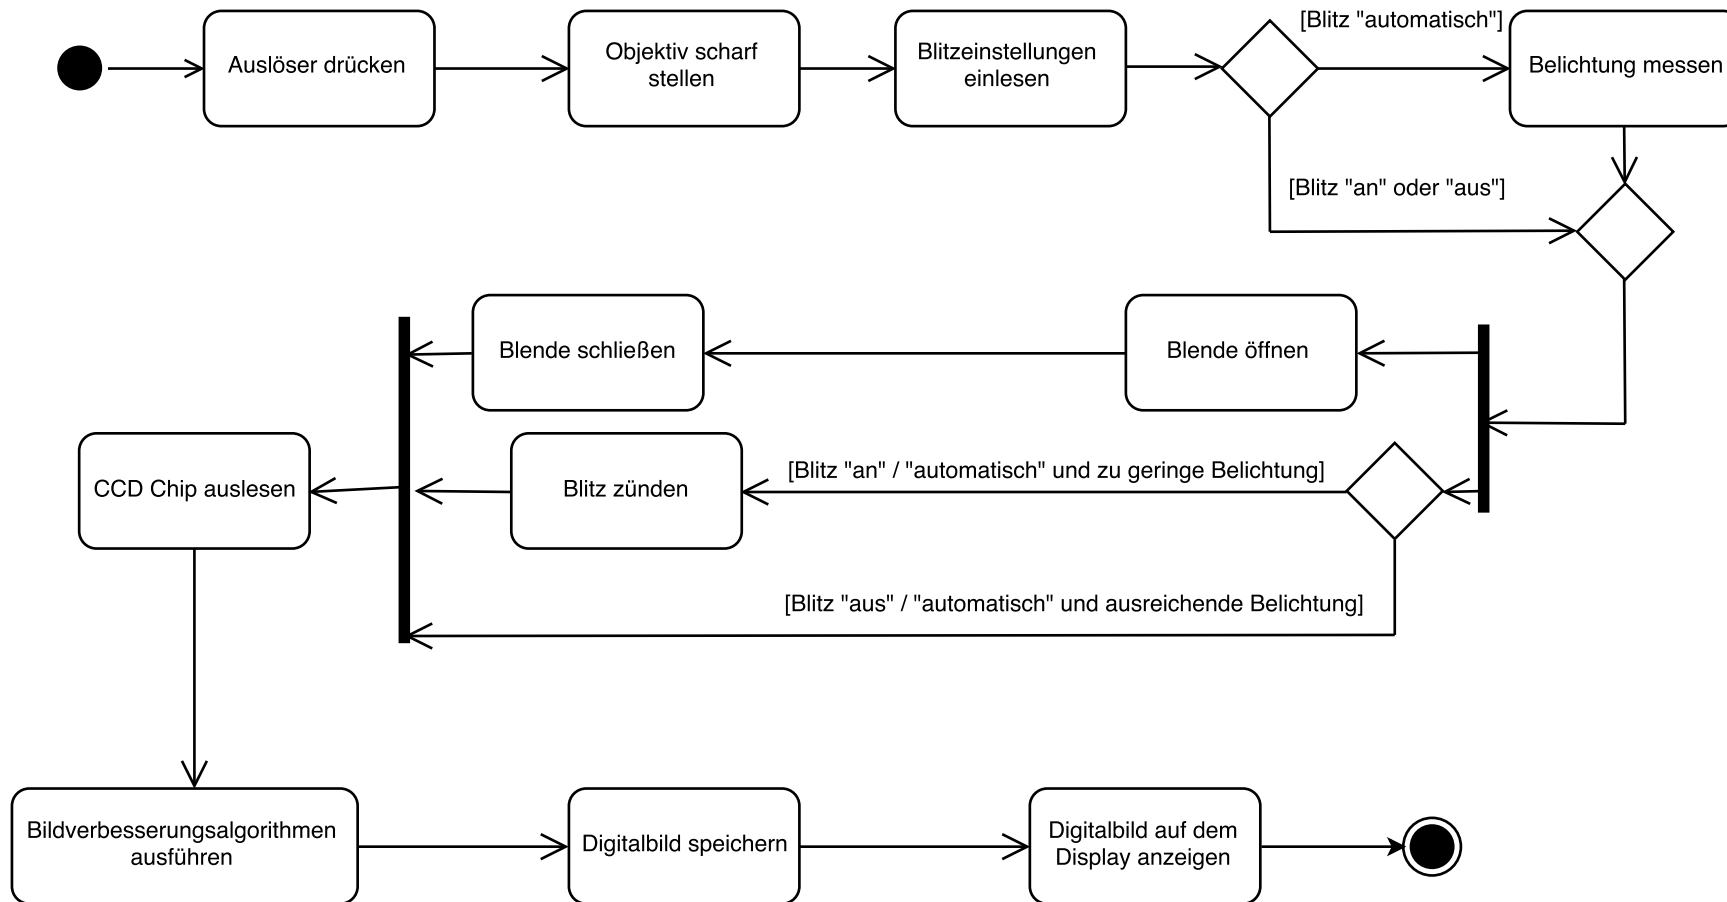 [Blitz "automatisch"]
Auslöser drücken
Objektiv scharf
stellen
Blitzeinstellungen
einlesen
Belichtung messen
[Blitz "an" oder "aus"]
Blende schließen
Blende öffnen
CCD Chip auslesen
Blitz zünden
[Blitz "an" / "automatisch" und zu geringe Belichtung]
[Blitz "aus" / "automatisch" und ausreichende Belichtung]
Bildverbesserungsalgorithmen
ausführen
Digitalbild speichern
Digitalbild auf dem
Display anzeigen